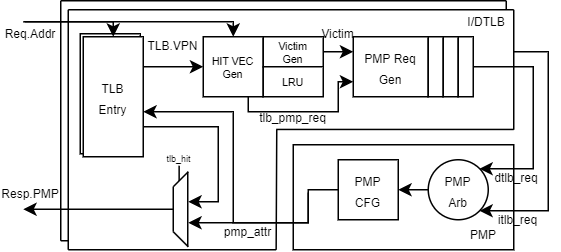 I/DTLB
Req.Addr
TLB.VPN
Victim
HIT VEC
Gen
Victim
Gen
LRU
PMP Req
Gen
TLB
Entry
tlb_pmp_req
tlb_hit
PMP
CFG
PMP
Arb
dtlb_req
Resp.PMP
itlb_req
pmp_attr
PMP